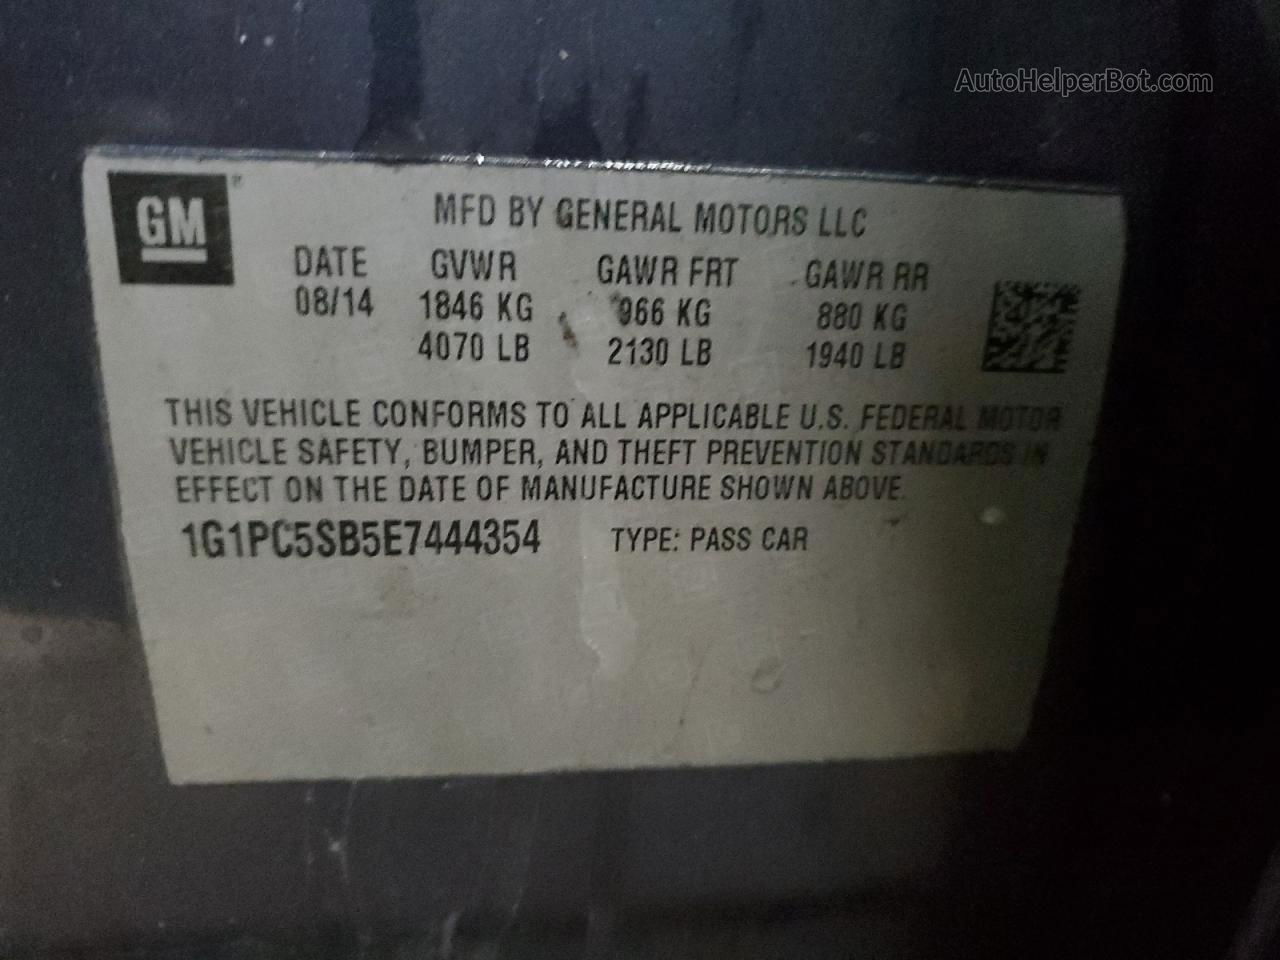 AutoHelperBot.com
GM
MFD BY GENERAL MOTORS LLC
DATE GVWR GAWR FRT GAWR RR
08/14 1846 KG 966 KG 880 KG
4070 LB 2130 LB 1940 LB
THIS VEHICLE CONFORMS TO ALL APPLICABLE U.S. FEDERAL MOTOR
VEHICLE SAFETY, BUMPER, AND THEFT PREVENTION STANDARDS IN
EFFECT ON THE DATE OF MANUFACTURE SHOWN ABOVE.
1G1PC5SB5E7444354 TYPE: PASS CAR